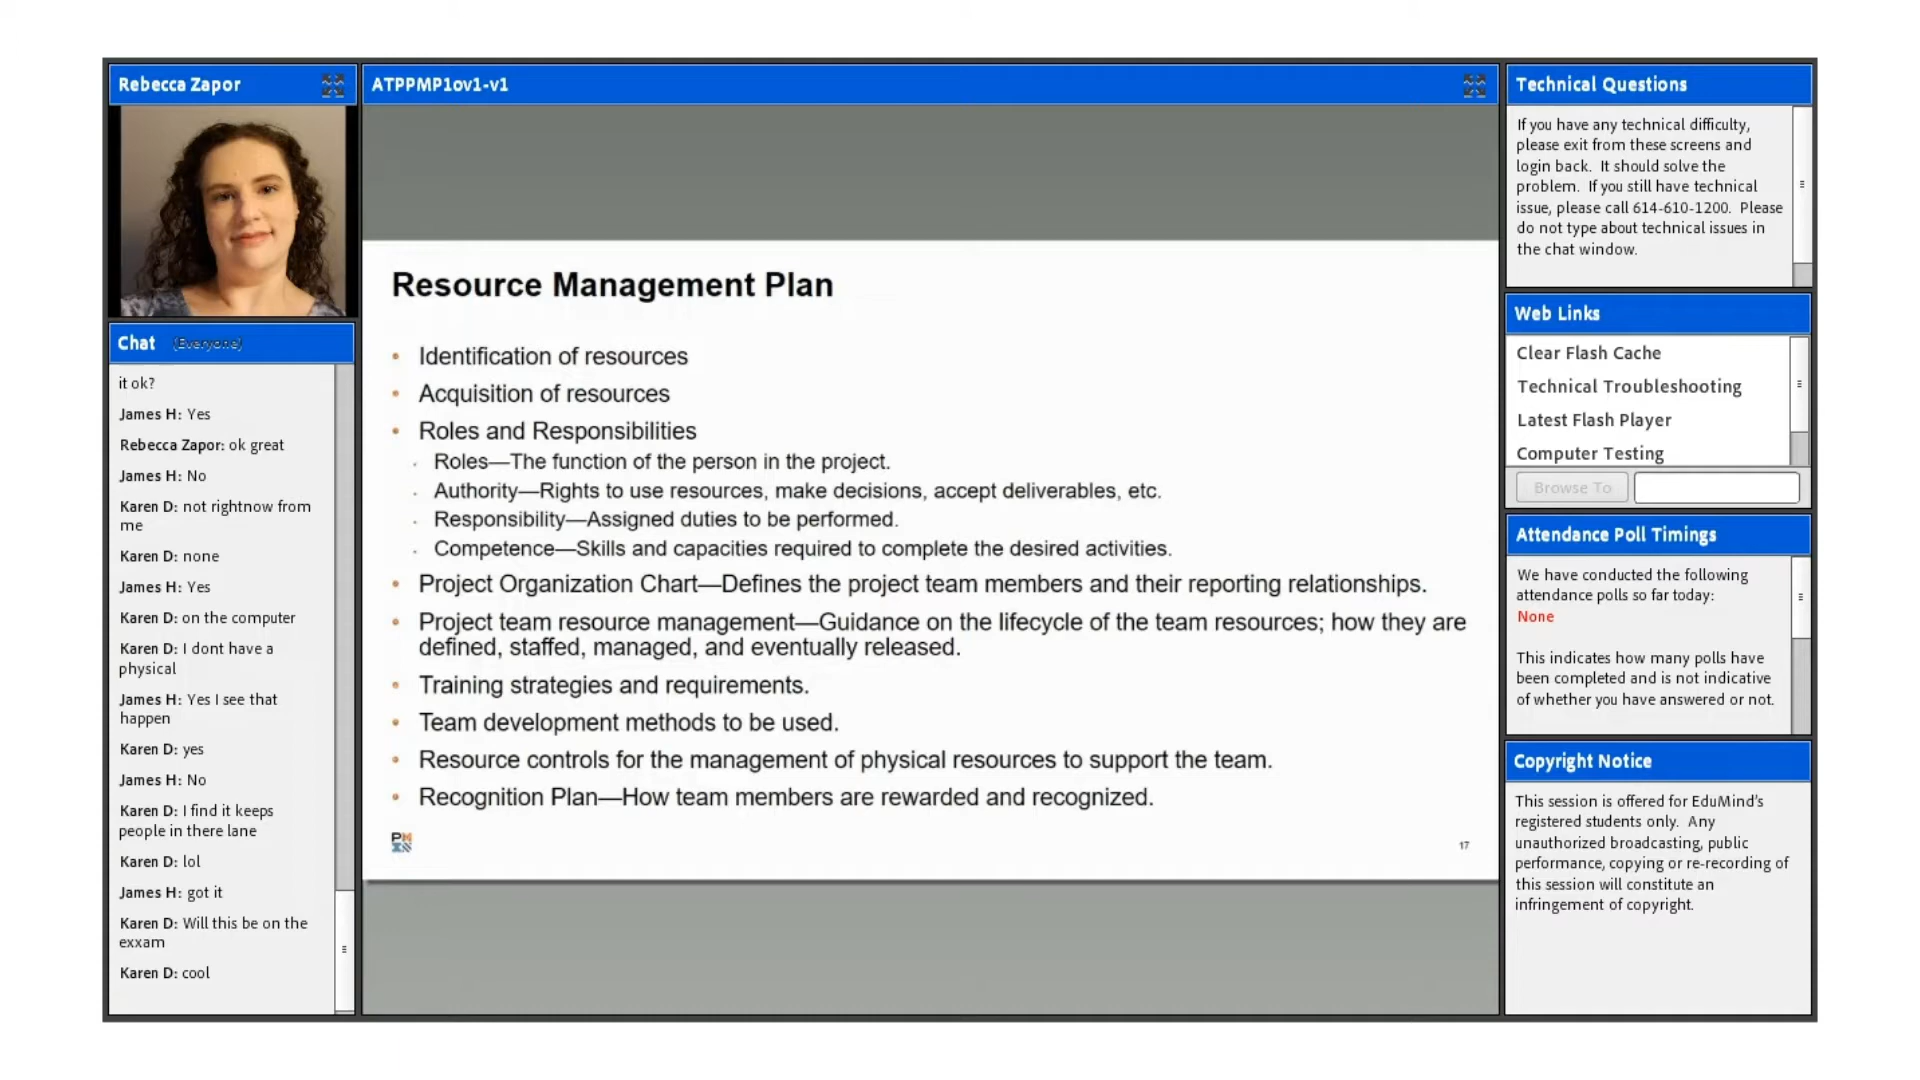 Rebecca Zapor
ATPPMP1ov1-v1
Technical Questions
If you have any technical difficulty,
please exit from these screens and
login back. It should solve the
problem. If you still have technical
issue, please call 614-610-1200. Please
do not type about technical issues in
the chat window.
Resource Management Plan
• Identification of resources
• Acquisition of resources
• Roles and Responsibilities
Roles—The function of the person in the project.
Authority—Rights to use resources, make decisions, accept deliverables, etc.
Responsibility—Assigned duties to be performed.
Competence—Skills and capacities required to complete the desired activities.
• Project Organization Chart—Defines the project team members and their reporting relationships.
• Project team resource management—Guidance on the lifecycle of the team resources; how they are
defined, staffed, managed, and eventually released.
• Training strategies and requirements.
• Team development methods to be used.
• Resource controls for the management of physical resources to support the team.
• Recognition Plan—How team members are rewarded and recognized.
17
Chat (Everyone)
it ok?
James H: Yes
Rebecca Zapor: ok great
James H: No
Karen D: not rightnow from
me
Karen D: none
James H: Yes
Karen D: on the computer
Karen D: I dont have a
physical
James H: Yes I see that
happen
Karen D: yes
James H: No
Karen D: I find it keeps
people in there lane
Karen D: lol
James H: got it
Karen D: Will this be on the
exxam
Karen D: cool
Web Links
Clear Flash Cache
Technical Troubleshooting
Latest Flash Player
Computer Testing
Browse To
Attendance Poll Timings
We have conducted the following
attendance polls so far today:
None
This indicates how many polls have
been completed and is not indicative
of whether you have answered or not.
Copyright Notice
This session is offered for EduMind's
registered students only. Any
unauthorized broadcasting, public
performance, copying or re-recording of
this session will constitute an
infringement of copyright.